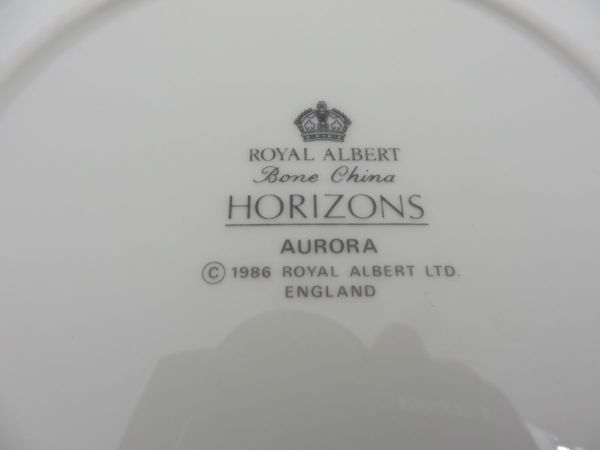 ROYAL ALBERT
Bone China
HORIZONS
AURORA
© 1986 ROYAL ALBERT LTD.
ENGLAND